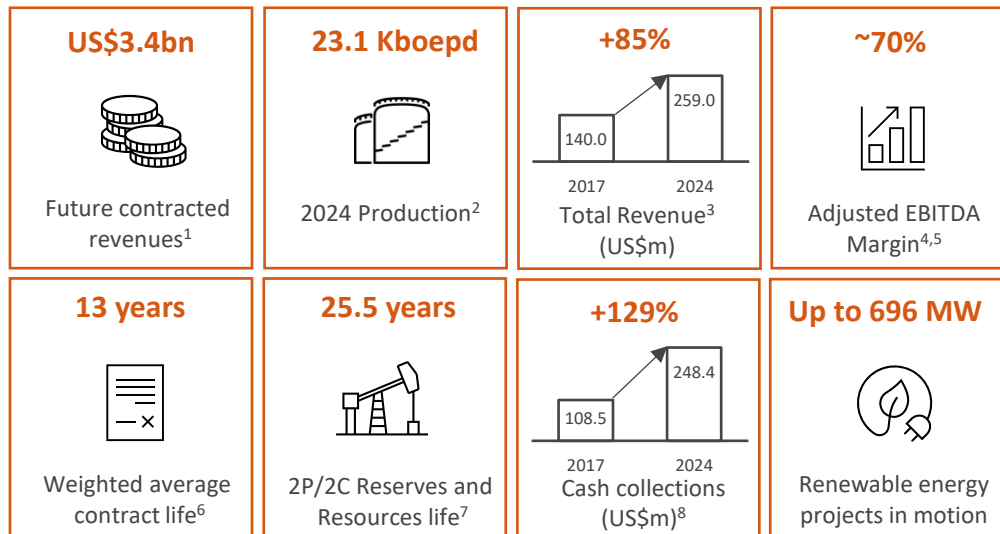 US$3.4bn
Future contracted
revenues1
23.1 Kboepd
2024 Production2
+85%
140.0
259.0
2017 2024
Total Revenue3
(US$m)
~70%
Adjusted EBITDA
Margin4,5
13 years
Weighted average
contract life6
25.5 years
2P/2C Reserves and
Resources life7
+129%
108.5
248.4
2017 2024
Cash collections
(US$m)8
Up to 696 MW
Renewable energy
projects in motion